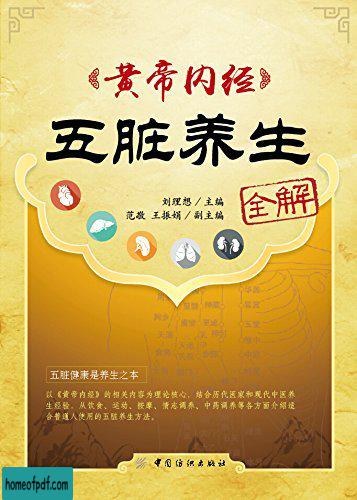 《黄帝内经》
五脏养生
全解
刘理想/主编
范敬 王振娟/副主编
五脏健康是养生之本
以《黄帝内经》的相关内容为理论核心，结合历代医家和现代中医养
生经验，从饮食、运动、按摩、情志调养、中药调养等各方面介绍适
合普通人使用的五脏养生方法。
中国纺织出版社
homeofpdf.com